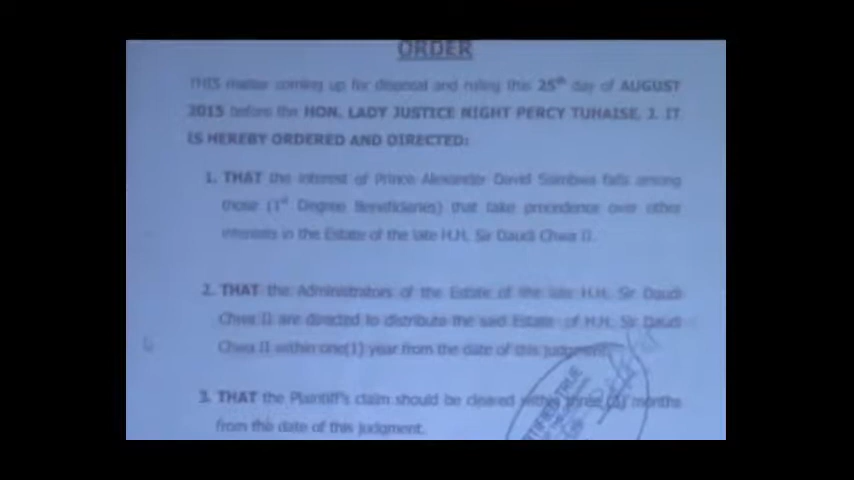 ORDER
THIS matter coming up for disposal and ruling this 25th day of AUGUST
2015 before the HON. LADY JUSTICE NIGHT PERCY TUHAISE, J. IT
IS HEREBY ORDERED AND DIRECTED:
1. THAT the interest of Prince Alexander David Ssimbwa falls among
those (1st Degree Beneficiaries) that take precedence over other
interests in the Estate of the late H.H. Sir Daudi Chwa II.
2. THAT the Administrators of the Estate of the late H.H. Sir Daudi
Chwa II are directed to distribute the said Estate of H.H. Sir Daudi
Chwa II within one(1) year from the date of this judgment.
3. THAT the Plaintiff's claim should be cleared within three (3) months
from the date of this judgment.
CERTIFIED TRUE